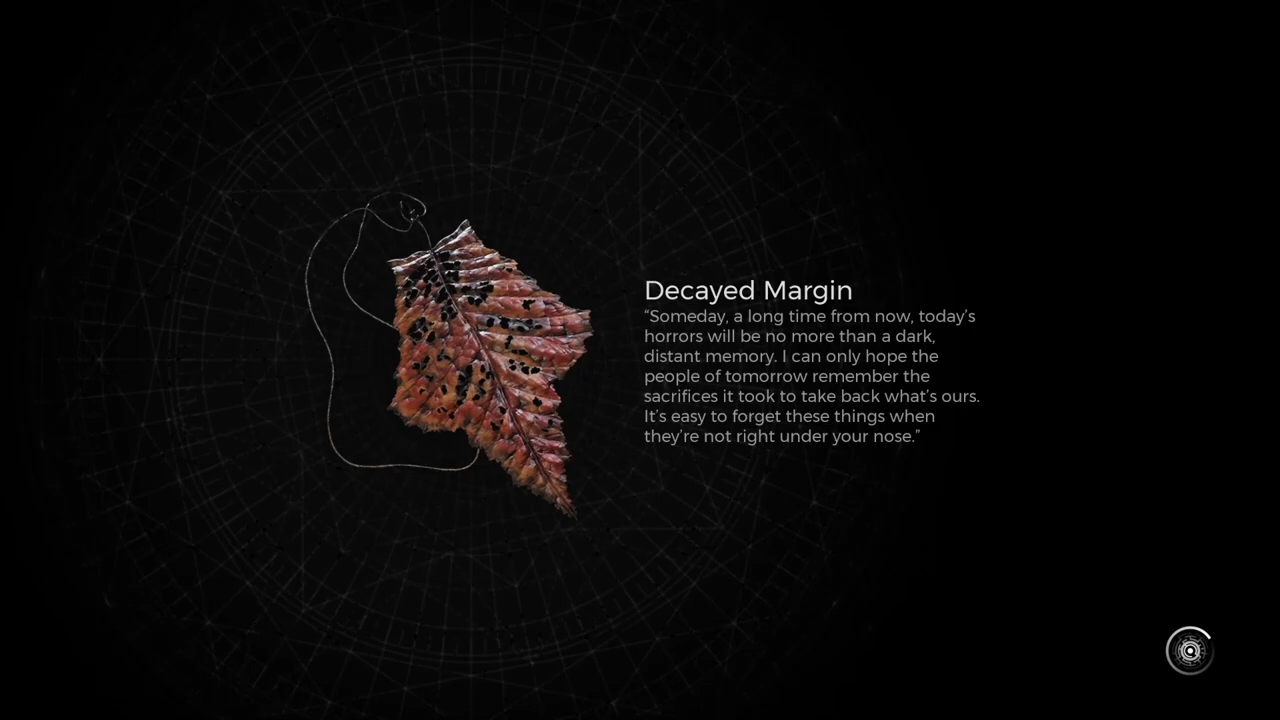 Decayed Margin
“Someday, a long time from now, today’s
horrors will be no more than a dark,
distant memory. I can only hope the
people of tomorrow remember the
sacrifices it took to take back what’s ours.
It’s easy to forget these things when
they’re not right under your nose.”